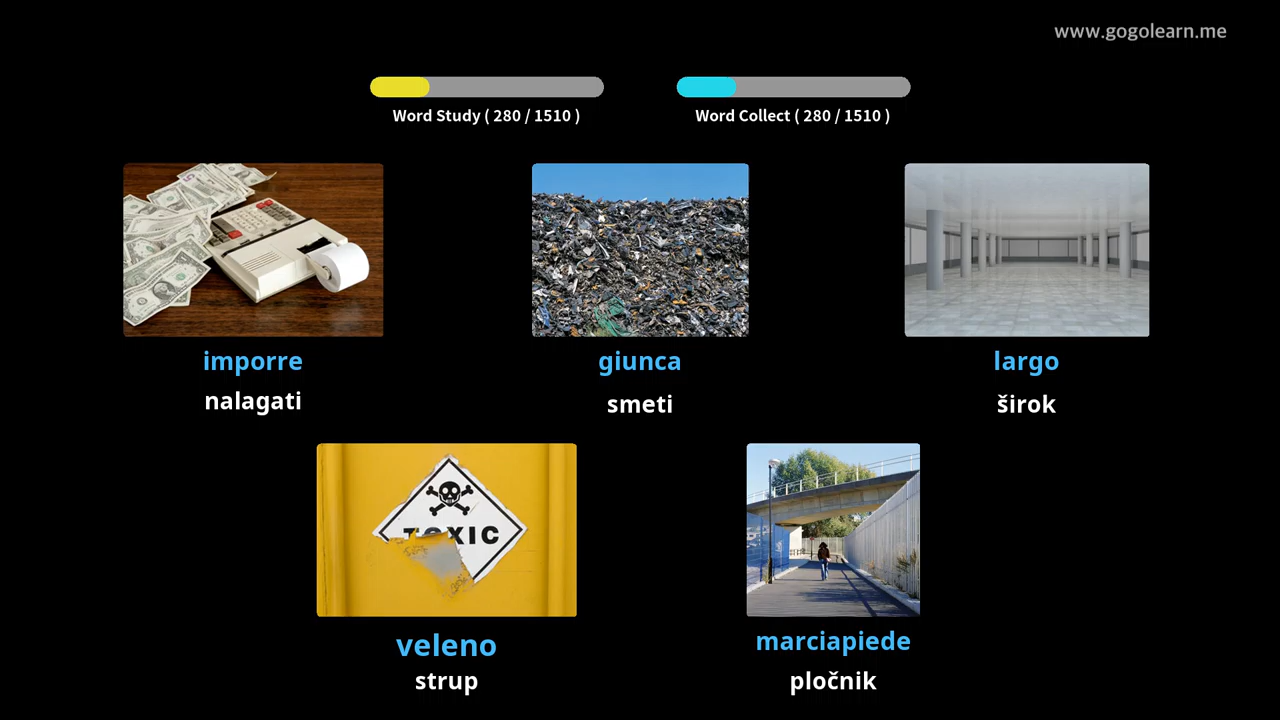 www.gogolearn.me
Word Study ( 280 / 1510 )
Word Collect ( 280 / 1510 )
imporre
nalagati
giunca
smeti
largo
širok
TOXIC
veleno
strup
marciapiede
pločnik